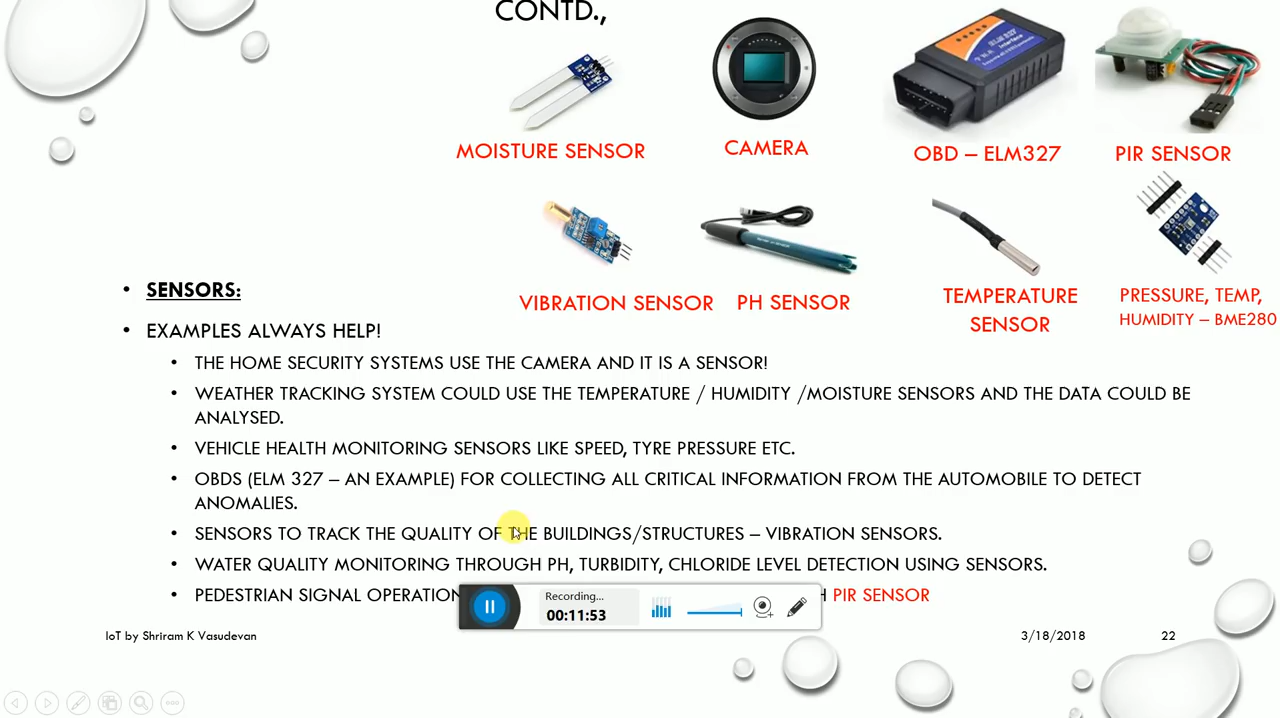 CONTD.,
MOISTURE SENSOR
CAMERA
OBD – ELM327
PIR SENSOR
VIBRATION SENSOR
PH SENSOR
TEMPERATURE
SENSOR
PRESSURE, TEMP,
HUMIDITY – BME280
• SENSORS:
• EXAMPLES ALWAYS HELP!
• THE HOME SECURITY SYSTEMS USE THE CAMERA AND IT IS A SENSOR!
• WEATHER TRACKING SYSTEM COULD USE THE TEMPERATURE / HUMIDITY /MOISTURE SENSORS AND THE DATA COULD BE
ANALYSED.
• VEHICLE HEALTH MONITORING SENSORS LIKE SPEED, TYRE PRESSURE ETC.
• OBDS (ELM 327 – AN EXAMPLE) FOR COLLECTING ALL CRITICAL INFORMATION FROM THE AUTOMOBILE TO DETECT
ANOMALIES.
• SENSORS TO TRACK THE QUALITY OF THE BUILDINGS/STRUCTURES – VIBRATION SENSORS.
• WATER QUALITY MONITORING THROUGH PH, TURBIDITY, CHLORIDE LEVEL DETECTION USING SENSORS.
• PEDESTRIAN SIGNAL OPERATION PIR SENSOR
Recording...
00:11:53
IoT by Shriram K Vasudevan
3/18/2018
22